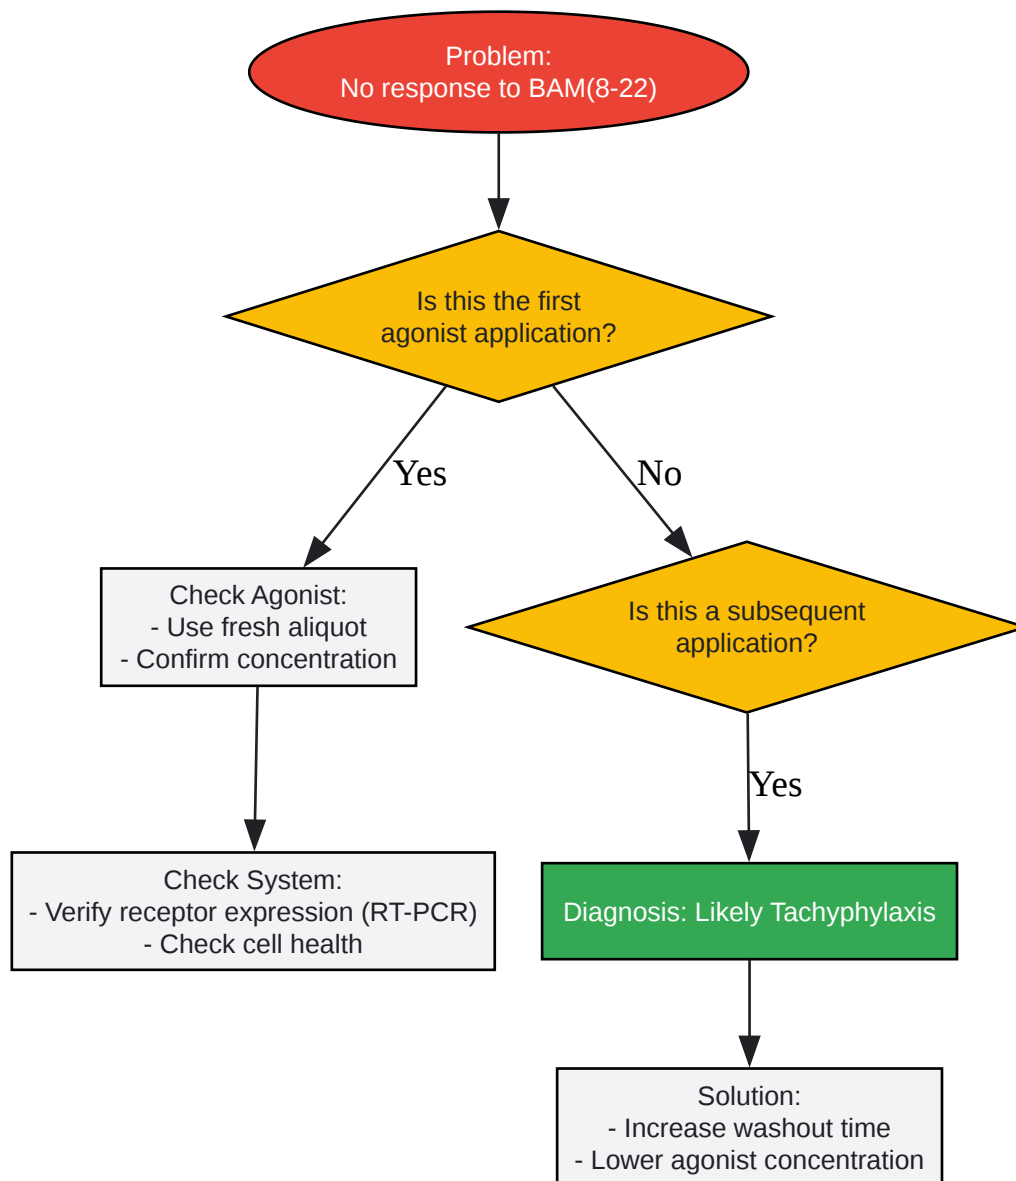 Problem:
No response to BAM(8-22)
Is this the first
agonist application?
Yes
No
Check Agonist:
- Use fresh aliquot
- Confirm concentration
Is this a subsequent
application?
Yes
Check System:
- Verify receptor expression (RT-PCR)
- Check cell health
Diagnosis: Likely Tachyphylaxis
Solution:
- Increase washout time
- Lower agonist concentration